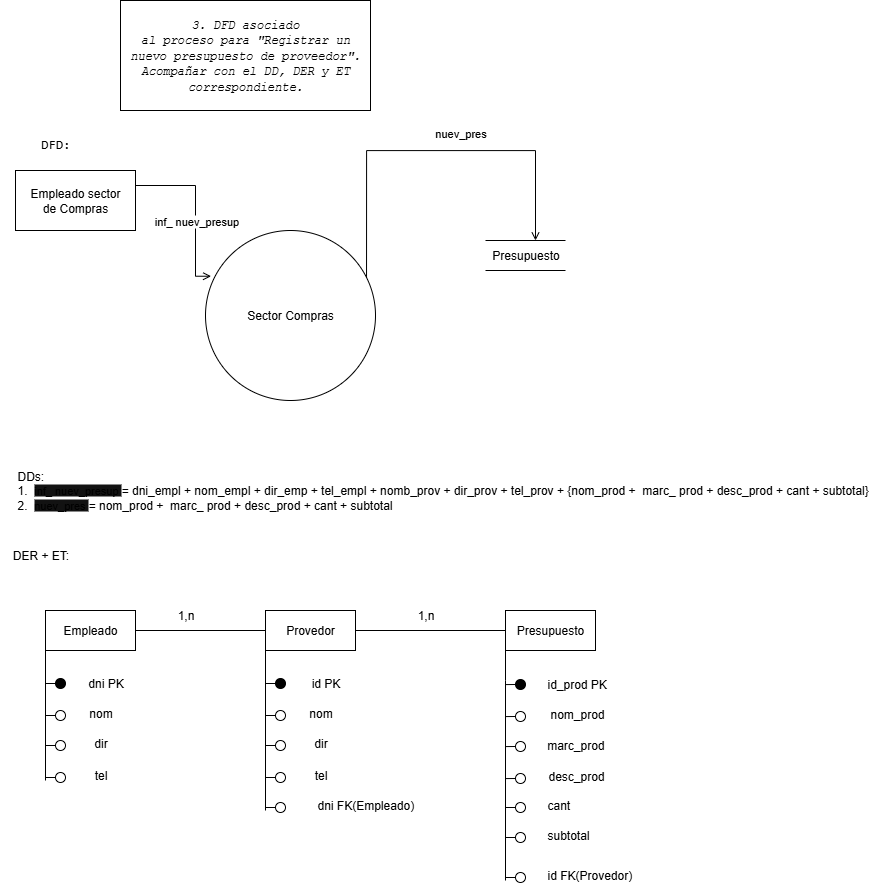 3. DFD asociado
al proceso para "Registrar un
nuevo presupuesto de proveedor".
Acompañar con el DD, DER y ET
correspondiente.
nuev_pres
DFD:
Empleado sector
de Compras
inf_ nuev_presup
Presupuesto
Sector Compras
DDs:
1. = dni_empl + nom_empl + dir_emp + tel_empl + nomb_prov + dir_prov + tel_prov + {nom_prod + marc_ prod + desc_prod + cant + subtotal}
2. = nom_prod + marc_ prod + desc_prod + cant + subtotal
DER + ET:
1,n
1,n
Empleado
Provedor
Presupuesto
dni PK
id PK
id_prod PK
nom
nom
nom_prod
dir
dir
marc_prod
tel
tel
desc_prod
dni FK(Empleado)
cant
subtotal
id FK(Provedor)